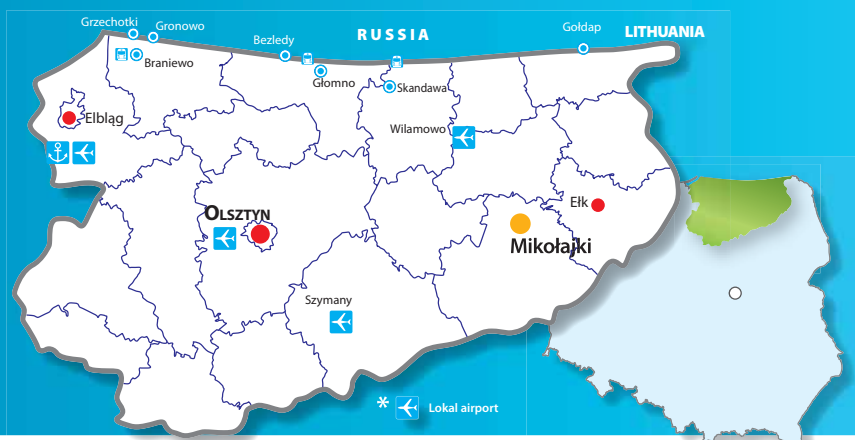 Grzechotki
Gronowo
Bezledy
RUSSIA
Gołdap
LITHUANIA
Braniewo
Głomno
Skandawa
Elbląg
Wilamowo
OLSZTYN
Ełk
Mikołajki
Szymany
* Lokal airport